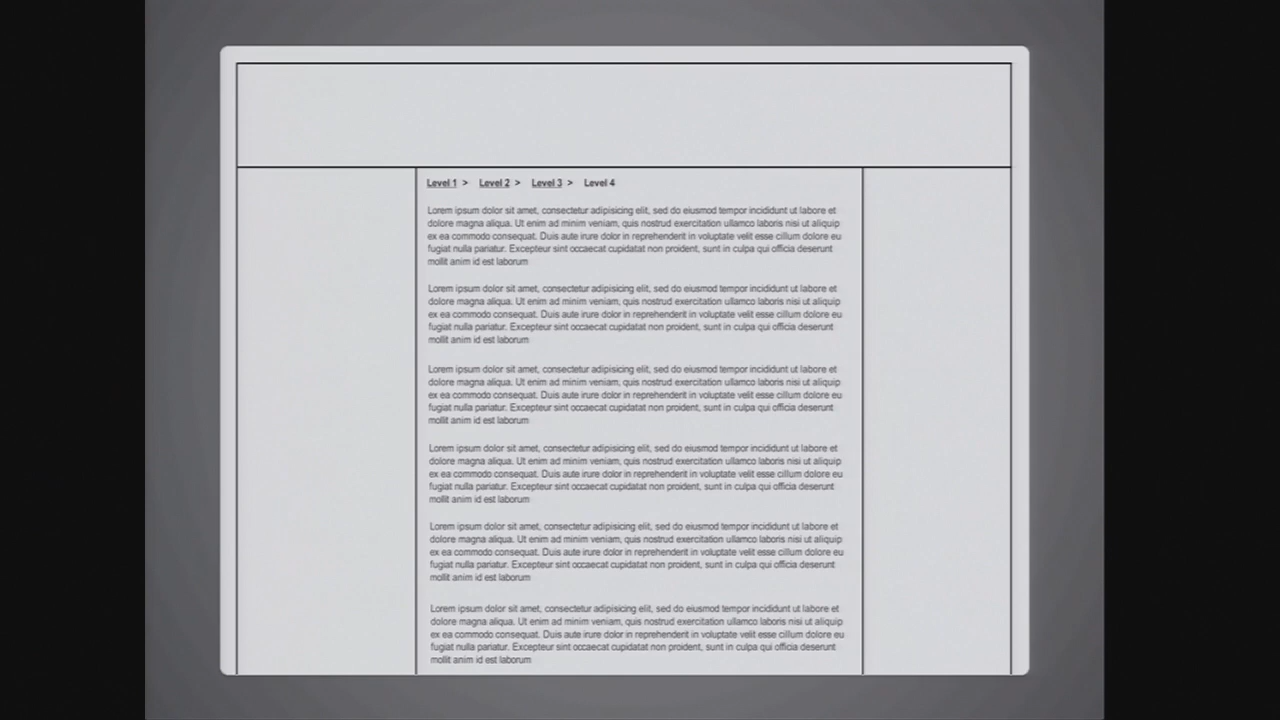 Level 1 > Level 2 > Level 3 > Level 4
Lorem ipsum dolor sit amet, consectetur adipisicing elit, sed do eiusmod tempor incididunt ut labore et
dolore magna aliqua. Ut enim ad minim veniam, quis nostrud exercitation ullamco laboris nisi ut aliquip
ex ea commodo consequat. Duis aute irure dolor in reprehenderit in voluptate velit esse cillum dolore eu
fugiat nulla pariatur. Excepteur sint occaecat cupidatat non proident, sunt in culpa qui officia deserunt
mollit anim id est laborum
Lorem ipsum dolor sit amet, consectetur adipisicing elit, sed do eiusmod tempor incididunt ut labore et
dolore magna aliqua. Ut enim ad minim veniam, quis nostrud exercitation ullamco laboris nisi ut aliquip
ex ea commodo consequat. Duis aute irure dolor in reprehenderit in voluptate velit esse cillum dolore eu
fugiat nulla pariatur. Excepteur sint occaecat cupidatat non proident, sunt in culpa qui officia deserunt
mollit anim id est laborum
Lorem ipsum dolor sit amet, consectetur adipisicing elit, sed do eiusmod tempor incididunt ut labore et
dolore magna aliqua. Ut enim ad minim veniam, quis nostrud exercitation ullamco laboris nisi ut aliquip
ex ea commodo consequat. Duis aute irure dolor in reprehenderit in voluptate velit esse cillum dolore eu
fugiat nulla pariatur. Excepteur sint occaecat cupidatat non proident, sunt in culpa qui officia deserunt
mollit anim id est laborum
Lorem ipsum dolor sit amet, consectetur adipisicing elit, sed do eiusmod tempor incididunt ut labore et
dolore magna aliqua. Ut enim ad minim veniam, quis nostrud exercitation ullamco laboris nisi ut aliquip
ex ea commodo consequat. Duis aute irure dolor in reprehenderit in voluptate velit esse cillum dolore eu
fugiat nulla pariatur. Excepteur sint occaecat cupidatat non proident, sunt in culpa qui officia deserunt
mollit anim id est laborum
Lorem ipsum dolor sit amet, consectetur adipisicing elit, sed do eiusmod tempor incididunt ut labore et
dolore magna aliqua. Ut enim ad minim veniam, quis nostrud exercitation ullamco laboris nisi ut aliquip
ex ea commodo consequat. Duis aute irure dolor in reprehenderit in voluptate velit esse cillum dolore eu
fugiat nulla pariatur. Excepteur sint occaecat cupidatat non proident, sunt in culpa qui officia deserunt
mollit anim id est laborum
Lorem ipsum dolor sit amet, consectetur adipisicing elit, sed do eiusmod tempor incididunt ut labore et
dolore magna aliqua. Ut enim ad minim veniam, quis nostrud exercitation ullamco laboris nisi ut aliquip
ex ea commodo consequat. Duis aute irure dolor in reprehenderit in voluptate velit esse cillum dolore eu
fugiat nulla pariatur. Excepteur sint occaecat cupidatat non proident, sunt in culpa qui officia deserunt
mollit anim id est laborum